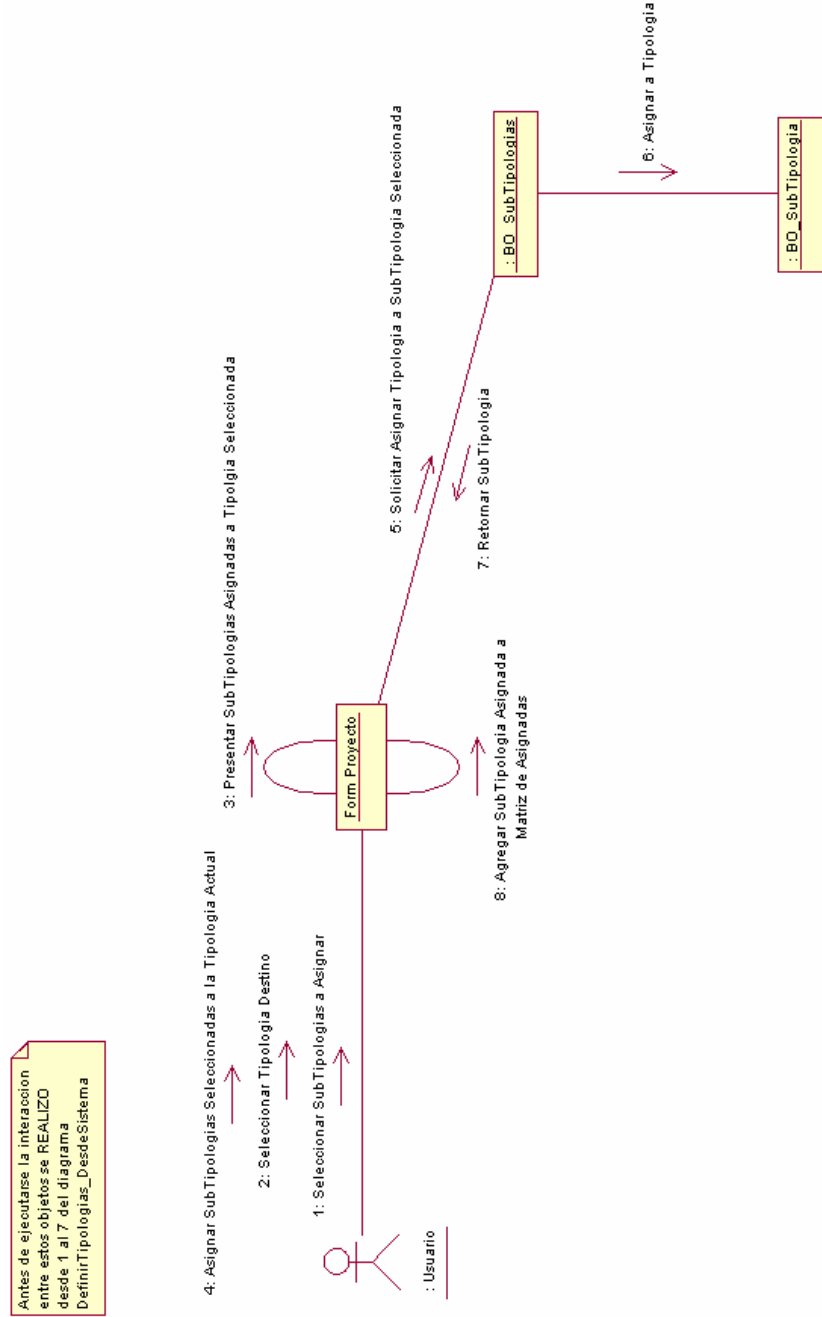 Antes de ejecutarse la interaccion
entre estos objetos se REALIZO
desde 1 al 7 del diagrama
DefinirTipologias_DesdeSistema
4: Asignar SubTipologias Seleccionadas a la Tipologia Actual
2: Seleccionar Tipologia Destino
1: Seleccionar SubTipologias a Asignar
: Usuario
3: Presentar SubTipologias Asignadas a Tipolgia Seleccionada
Form Proyecto
8: Agregar SubTipologia Asignada a
Matriz de Asignadas
5: Solicitar Asignar Tipologia a SubTipologia Seleccionada
7: Retornar SubTipologia
: BO_SubTipologias
6: Asignar a Tipologia
: BO_SubTipologia